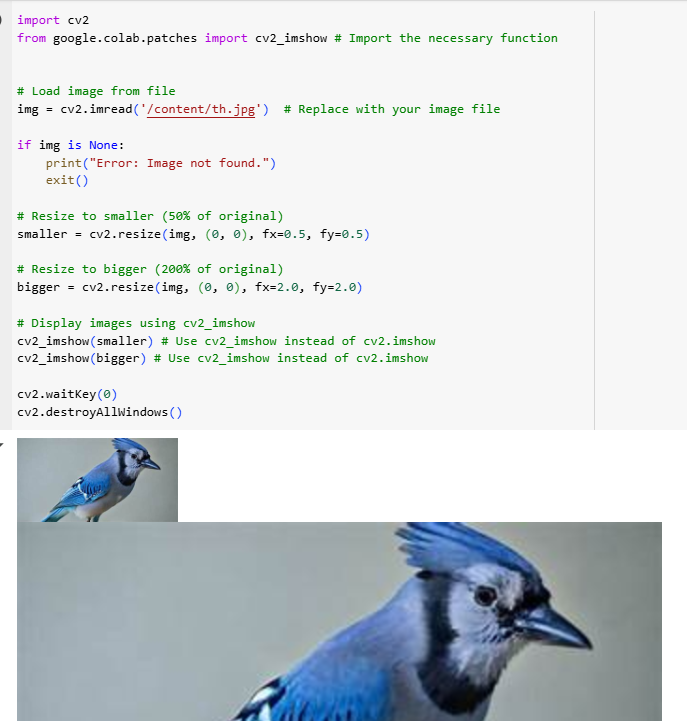 import cv2
from google.colab.patches import cv2_imshow # Import the necessary function
# Load image from file
img = cv2.imread('/content/th.jpg')  # Replace with your image file
if img is None:
    print("Error: Image not found.")
    exit()
# Resize to smaller (50% of original)
smaller = cv2.resize(img, (0, 0), fx=0.5, fy=0.5)
# Resize to bigger (200% of original)
bigger = cv2.resize(img, (0, 0), fx=2.0, fy=2.0)
# Display images using cv2_imshow
cv2_imshow(smaller) # Use cv2_imshow instead of cv2.imshow
cv2_imshow(bigger) # Use cv2_imshow instead of cv2.imshow
cv2.waitKey(0)
cv2.destroyAllWindows()